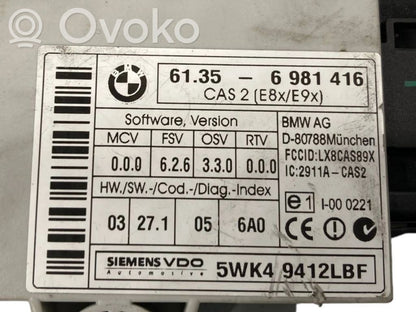 Ovoko
BMW
61.35 - 6 981 416
CAS 2 (E8x/E9x)
Software, Version
MCV FSV OSV RTV
0.0.0 6.2.6 3.3.0 0.0.0
HW./SW.-/Cod.-/Diag.-Index
03 27.1 05 6A0
BMW AG
D-80788München
FCCID:LX8CAS89X
IC:2911A-CAS2
e1 I-00 0221
CE
SIEMENS VDO
Automotive
5WK4 9412LBF